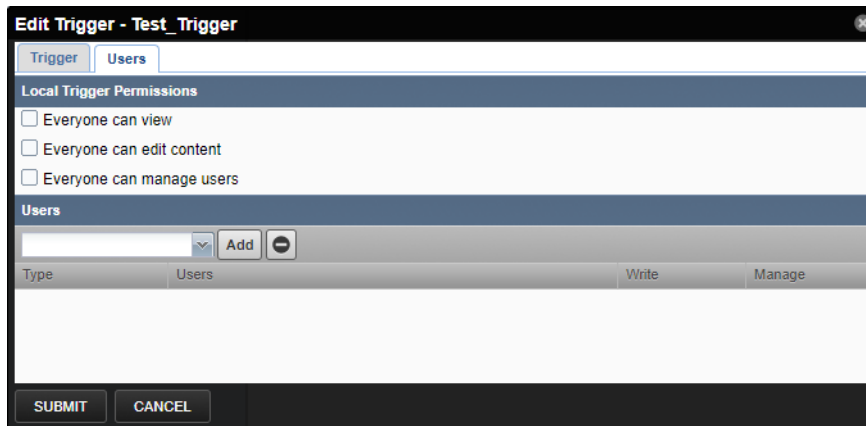 Edit Trigger - Test_Trigger
Trigger Users
Local Trigger Permissions
Everyone can view
Everyone can edit content
Everyone can manage users
Users
Add
Type Users Write Manage
SUBMIT CANCEL